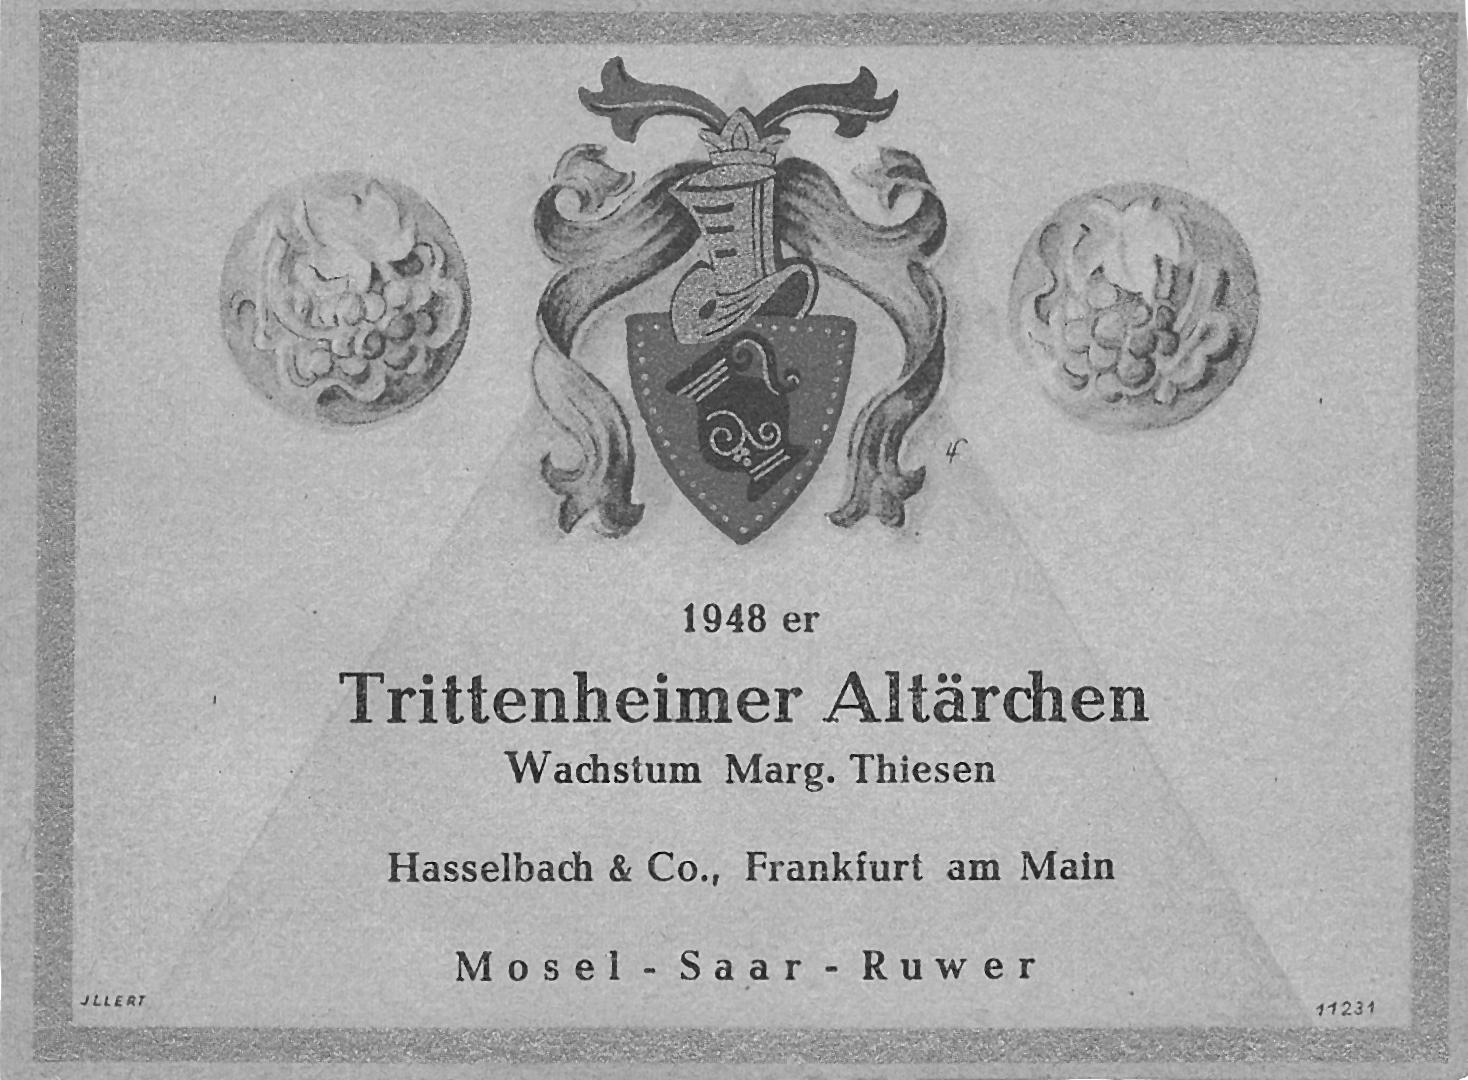 1948 er
Trittenheimer Altärchen
Wachstum Marg. Thiesen
Hasselbach & Co., Frankfurt am Main
Mosel - Saar - Ruwer
JLLERT
11231